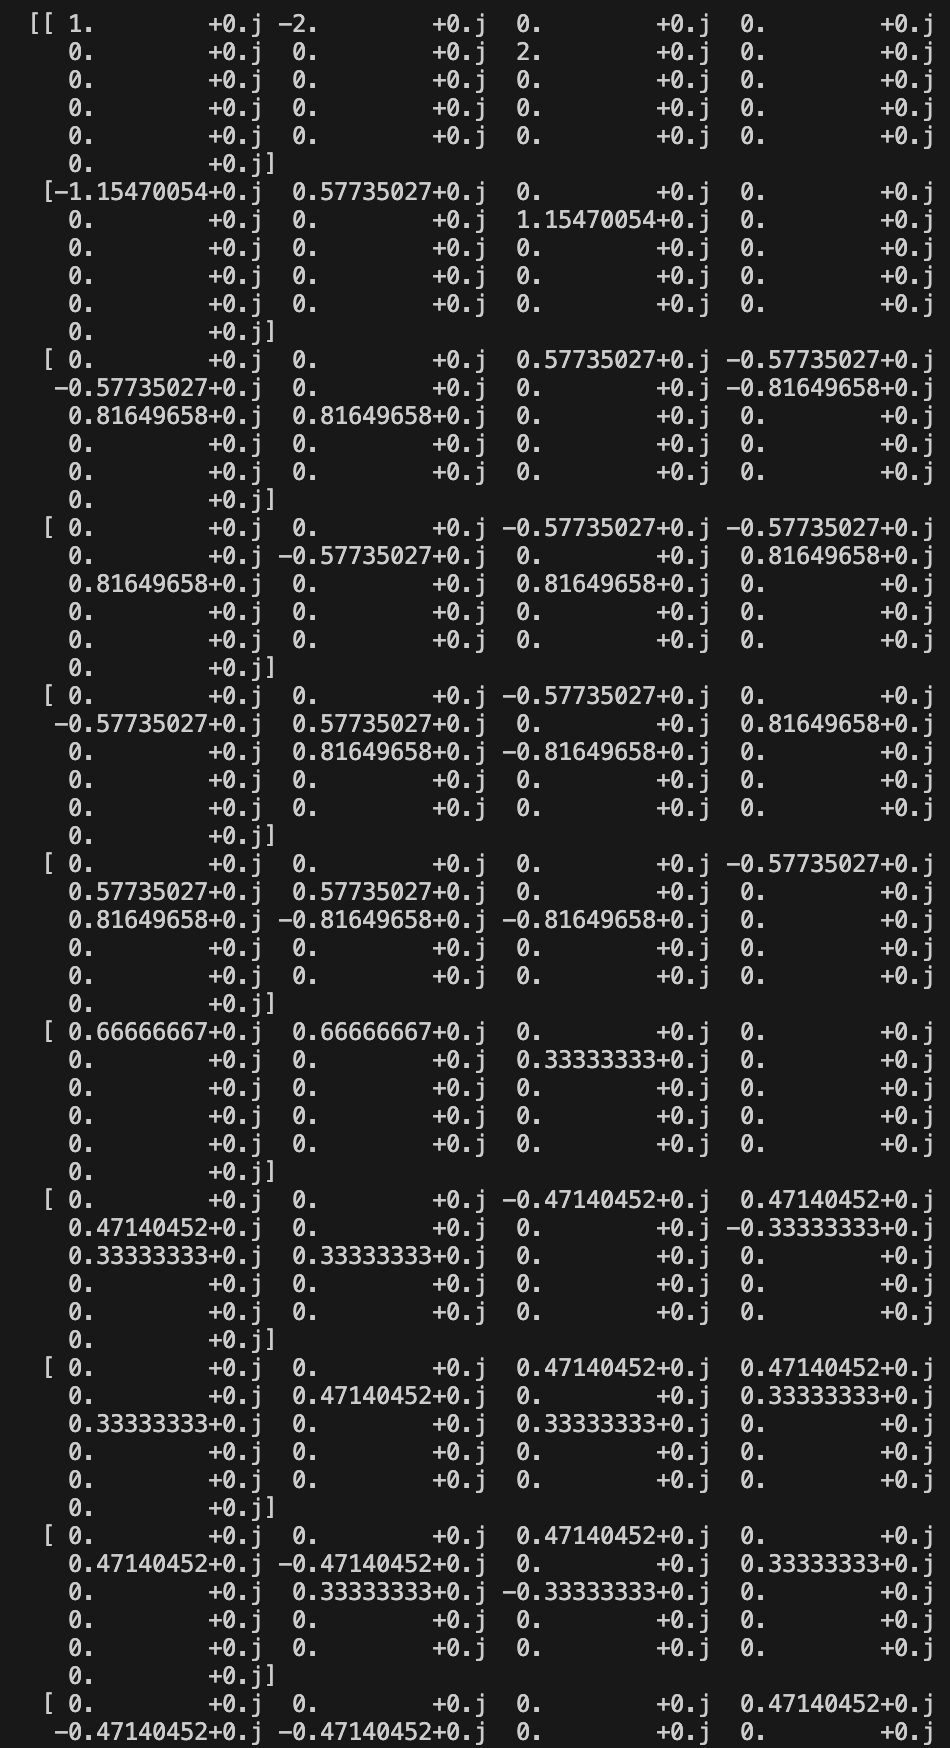 [[ 1.        +0.j -2.        +0.j  0.        +0.j  0.        +0.j
   0.        +0.j  0.        +0.j  2.        +0.j  0.        +0.j
   0.        +0.j  0.        +0.j  0.        +0.j  0.        +0.j
   0.        +0.j  0.        +0.j  0.        +0.j  0.        +0.j
   0.        +0.j  0.        +0.j  0.        +0.j  0.        +0.j
   0.        +0.j]
 [-1.15470054+0.j  0.57735027+0.j  0.        +0.j  0.        +0.j
   0.        +0.j  0.        +0.j  1.15470054+0.j  0.        +0.j
   0.        +0.j  0.        +0.j  0.        +0.j  0.        +0.j
   0.        +0.j  0.        +0.j  0.        +0.j  0.        +0.j
   0.        +0.j  0.        +0.j  0.        +0.j  0.        +0.j
   0.        +0.j]
 [ 0.        +0.j  0.        +0.j  0.57735027+0.j -0.57735027+0.j
  -0.57735027+0.j  0.        +0.j  0.        +0.j -0.81649658+0.j
   0.81649658+0.j  0.81649658+0.j  0.        +0.j  0.        +0.j
   0.        +0.j  0.        +0.j  0.        +0.j  0.        +0.j
   0.        +0.j  0.        +0.j  0.        +0.j  0.        +0.j
   0.        +0.j]
 [ 0.        +0.j  0.        +0.j -0.57735027+0.j -0.57735027+0.j
   0.        +0.j -0.57735027+0.j  0.        +0.j  0.81649658+0.j
   0.81649658+0.j  0.        +0.j  0.81649658+0.j  0.        +0.j
   0.        +0.j  0.        +0.j  0.        +0.j  0.        +0.j
   0.        +0.j  0.        +0.j  0.        +0.j  0.        +0.j
   0.        +0.j]
 [ 0.        +0.j  0.        +0.j -0.57735027+0.j  0.        +0.j
  -0.57735027+0.j  0.57735027+0.j  0.        +0.j  0.81649658+0.j
   0.        +0.j  0.81649658+0.j -0.81649658+0.j  0.        +0.j
   0.        +0.j  0.        +0.j  0.        +0.j  0.        +0.j
   0.        +0.j  0.        +0.j  0.        +0.j  0.        +0.j
   0.        +0.j]
 [ 0.        +0.j  0.        +0.j  0.        +0.j -0.57735027+0.j
   0.57735027+0.j  0.57735027+0.j  0.        +0.j  0.        +0.j
   0.81649658+0.j -0.81649658+0.j -0.81649658+0.j  0.        +0.j
   0.        +0.j  0.        +0.j  0.        +0.j  0.        +0.j
   0.        +0.j  0.        +0.j  0.        +0.j  0.        +0.j
   0.        +0.j]
 [ 0.66666667+0.j  0.66666667+0.j  0.        +0.j  0.        +0.j
   0.        +0.j  0.        +0.j  0.33333333+0.j  0.        +0.j
   0.        +0.j  0.        +0.j  0.        +0.j  0.        +0.j
   0.        +0.j  0.        +0.j  0.        +0.j  0.        +0.j
   0.        +0.j  0.        +0.j  0.        +0.j  0.        +0.j
   0.        +0.j]
 [ 0.        +0.j  0.        +0.j -0.47140452+0.j  0.47140452+0.j
   0.47140452+0.j  0.        +0.j  0.        +0.j -0.33333333+0.j
   0.33333333+0.j  0.33333333+0.j  0.        +0.j  0.        +0.j
   0.        +0.j  0.        +0.j  0.        +0.j  0.        +0.j
   0.        +0.j  0.        +0.j  0.        +0.j  0.        +0.j
   0.        +0.j]
 [ 0.        +0.j  0.        +0.j  0.47140452+0.j  0.47140452+0.j
   0.        +0.j  0.47140452+0.j  0.        +0.j  0.33333333+0.j
   0.33333333+0.j  0.        +0.j  0.33333333+0.j  0.        +0.j
   0.        +0.j  0.        +0.j  0.        +0.j  0.        +0.j
   0.        +0.j  0.        +0.j  0.        +0.j  0.        +0.j
   0.        +0.j]
 [ 0.        +0.j  0.        +0.j  0.47140452+0.j  0.        +0.j
   0.47140452+0.j -0.47140452+0.j  0.        +0.j  0.33333333+0.j
   0.        +0.j  0.33333333+0.j -0.33333333+0.j  0.        +0.j
   0.        +0.j  0.        +0.j  0.        +0.j  0.        +0.j
   0.        +0.j  0.        +0.j  0.        +0.j  0.        +0.j
   0.        +0.j]
 [ 0.        +0.j  0.        +0.j  0.        +0.j  0.47140452+0.j
  -0.47140452+0.j -0.47140452+0.j  0.        +0.j  0.        +0.j